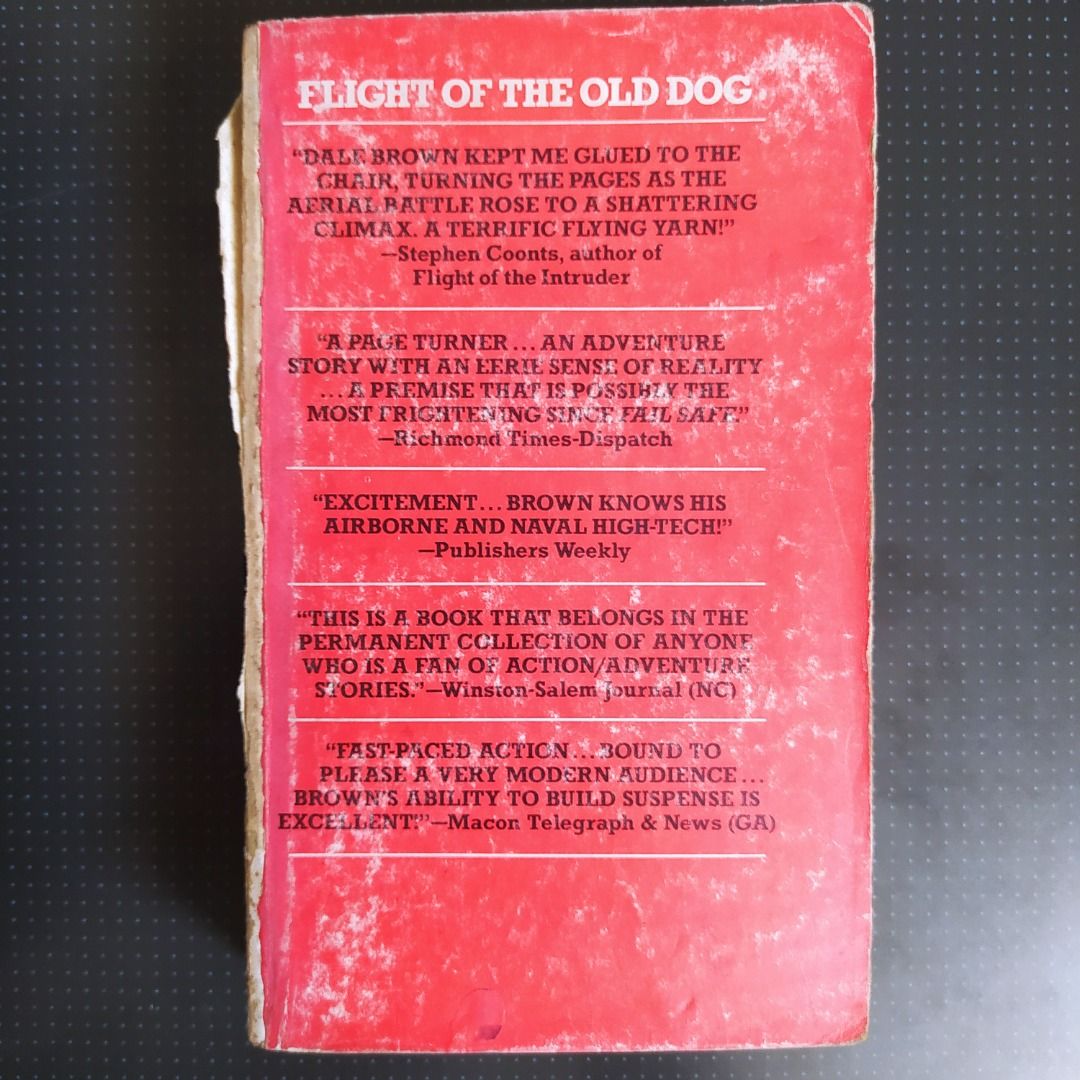 FLIGHT OF THE OLD DOG
“DALE BROWN KEPT ME GLUED TO THE
CHAIR, TURNING THE PAGES AS THE
AERIAL BATTLE ROSE TO A SHATTERING
CLIMAX. A TERRIFIC FLYING YARN!”
—Stephen Coonts, author of
Flight of the Intruder
“A PAGE TURNER... AN ADVENTURE
STORY WITH AN EERIE SENSE OF REALITY
...A PREMISE THAT IS POSSIBLY THE
MOST FRIGHTENING SINCE FAIL SAFE”
—Richmond Times-Dispatch
“EXCITEMENT...BROWN KNOWS HIS
AIRBORNE AND NAVAL HIGH-TECH!”
—Publishers Weekly
“THIS IS A BOOK THAT BELONGS IN THE
PERMANENT COLLECTION OF ANYONE
WHO IS A FAN OF ACTION/ADVENTURE
STORIES.”—Winston-Salem Journal (NC)
“FAST-PACED ACTION...BOUND TO
PLEASE A VERY MODERN AUDIENCE...
BROWN'S ABILITY TO BUILD SUSPENSE IS
EXCELLENT!”—Macon Telegraph & News (GA)